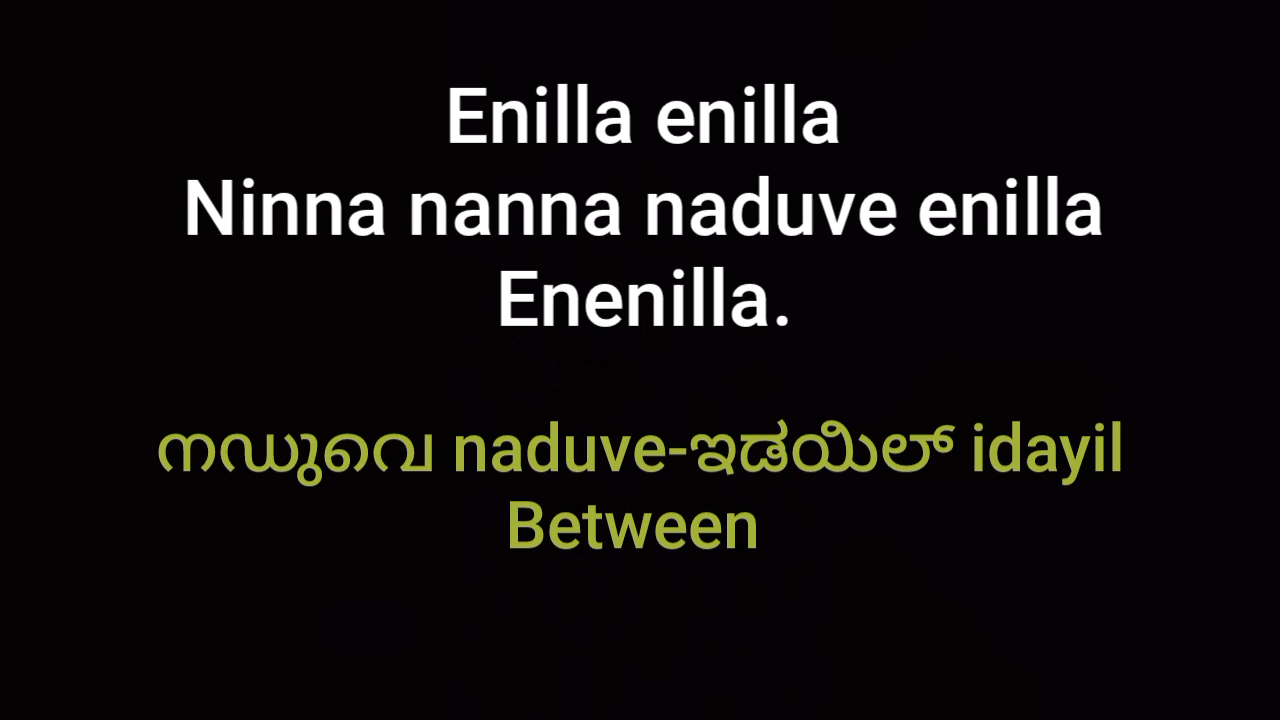 Enilla enilla
Ninna nanna naduve enilla
Enenilla.
നഡുവെ naduve-ഇടയില് idayil
Between